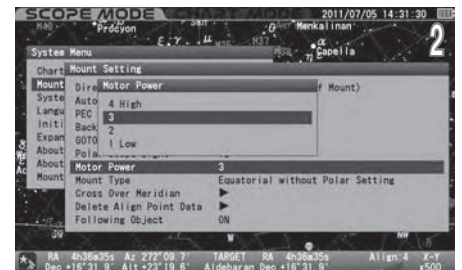 SCOPE MODE CHART MODE 2011/07/05 14:31:30
Procyon Menkalinan
2
System Menu Capella
Chart Mount Setting
Mount Dire Motor Power f Mount)
Syste Auto 4 High
Langu PEC 3
Initi Back 2
Expan GOTO 1 Low
About Pola
About Motor Power 3
Mount Mount Type Equatorial without Polar Setting
Cross Over Meridian ▶
Delete Align Point Data ▶
Following Object ON
W NW
RA 4h36m35s Az 272°09.7' TARGET RA 4h36m35s Align:4 X-Y
Dec +16°31.9' Alt +23°19.6' Aldebaran Dec +16°31.9' x500